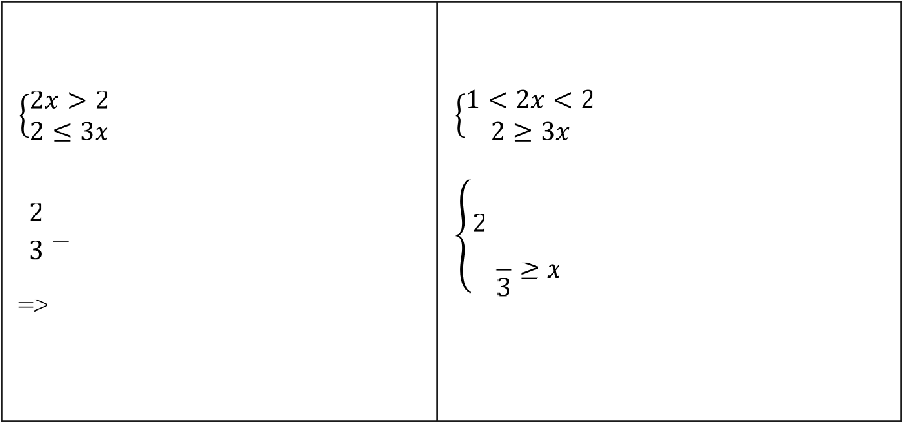 2x > 2
2 ≤ 3x
2
3 —
=>
1 < 2x < 2
2 ≥ 3x
2
— ≥ x
3